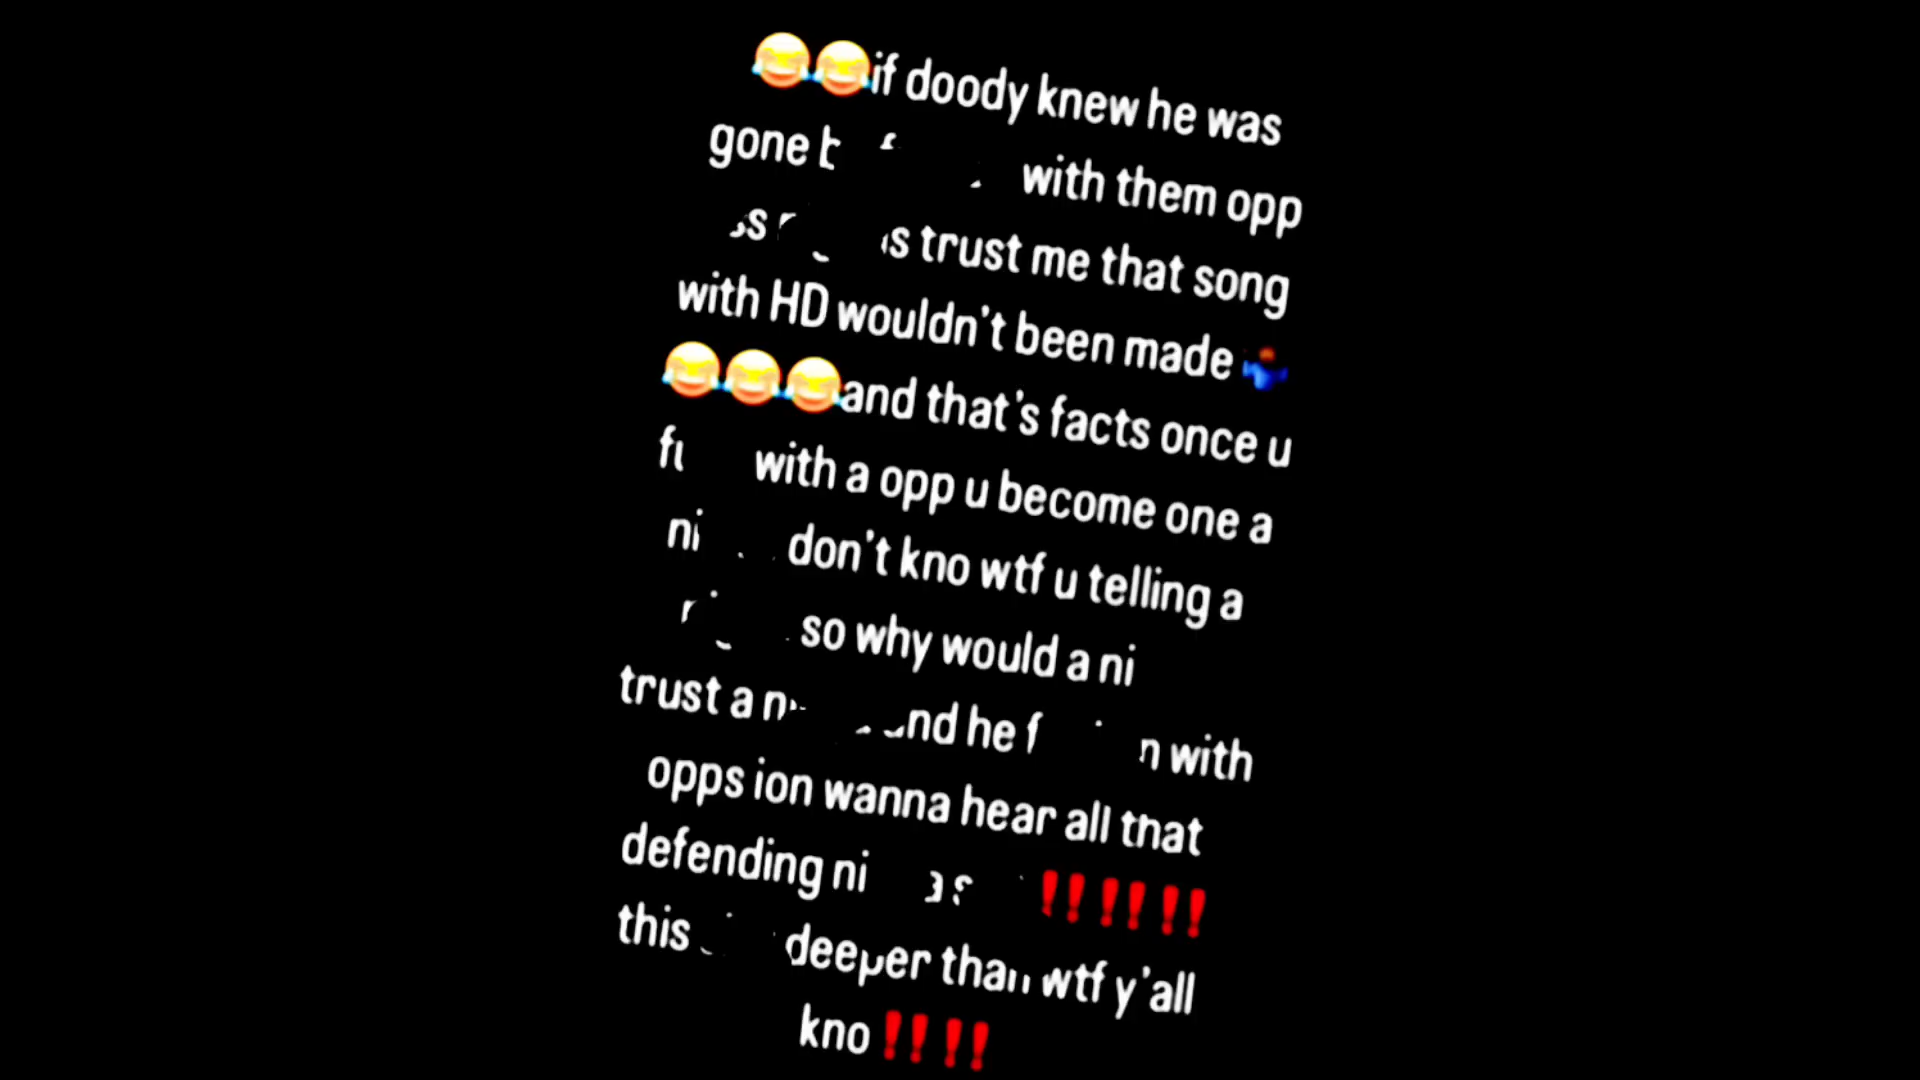 😂😂if doody knew he was
gone with them opp
trust me that song
with HD wouldn't been made🤷🏾‍♂️
😂😂😂and that's facts once u
with a opp u become one a
don't kno wtf u telling a
so why would a
trust a he with
opps ion wanna hear all that
defending ‼️‼️‼️
this deeper than wtf y'all
kno‼️‼️